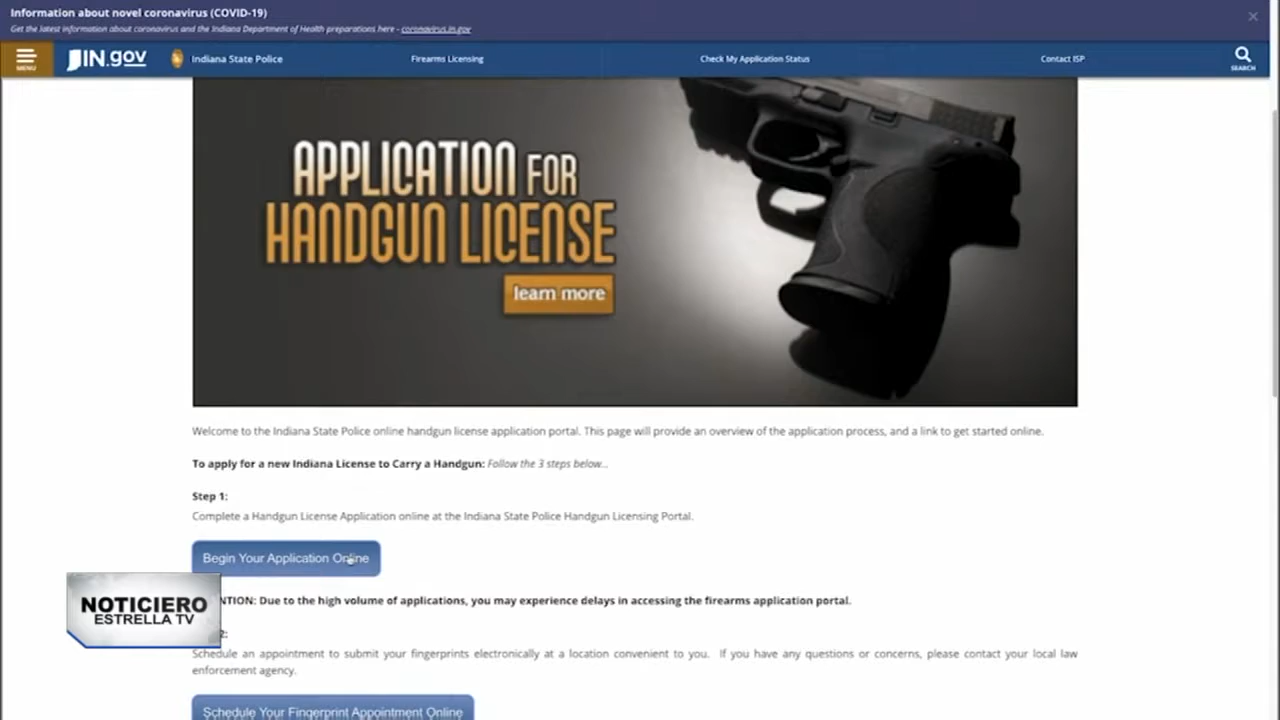 Information about novel coronavirus (COVID-19)
Get the latest information about coronavirus and the Indiana Department of Health preparations here - coronavirus.in.gov
MENU
IN.gov
Indiana State Police
Firearms Licensing
Check My Application Status
Contact ISP
SEARCH
APPLICATION FOR
HANDGUN LICENSE
learn more
Welcome to the Indiana State Police online handgun license application portal. This page will provide an overview of the application process, and a link to get started online.
To apply for a new Indiana License to Carry a Handgun: Follow the 3 steps below...
Step 1:
Complete a Handgun License Application online at the Indiana State Police Handgun Licensing Portal.
Begin Your Application Online
NTION: Due to the high volume of applications, you may experience delays in accessing the firearms application portal.
NOTICIERO
ESTRELLA TV
2:
Schedule an appointment to submit your fingerprints electronically at a location convenient to you. If you have any questions or concerns, please contact your local law
enforcement agency.
Schedule Your Fingerprint Appointment Online